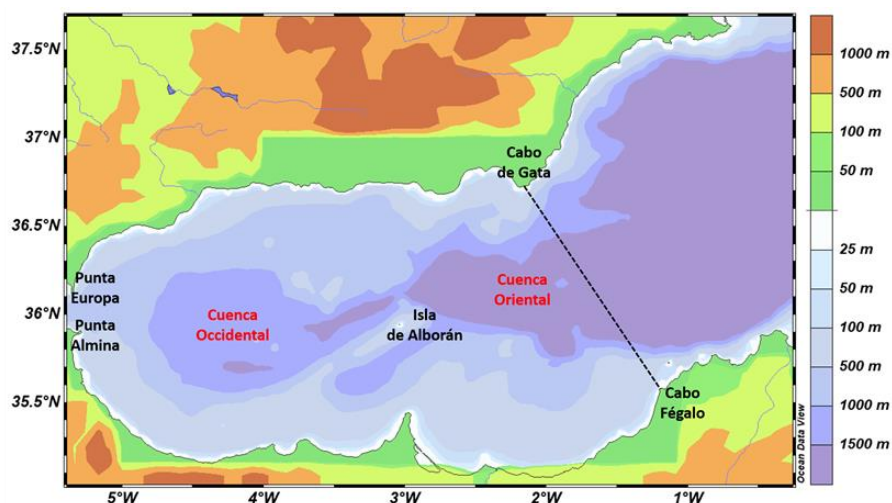 37.5°N
37°N
36.5°N
36°N
35.5°N
5°W
4°W
3°W
2°W
1°W
Cabo
de Gata
Punta
Europa
Punta
Almina
Cuenca
Occidental
Isla
de Alborán
Cuenca
Oriental
Cabo
Fégalo
1000 m
500 m
100 m
50 m
25 m
50 m
100 m
500 m
1000 m
1500 m
Ocean Data View